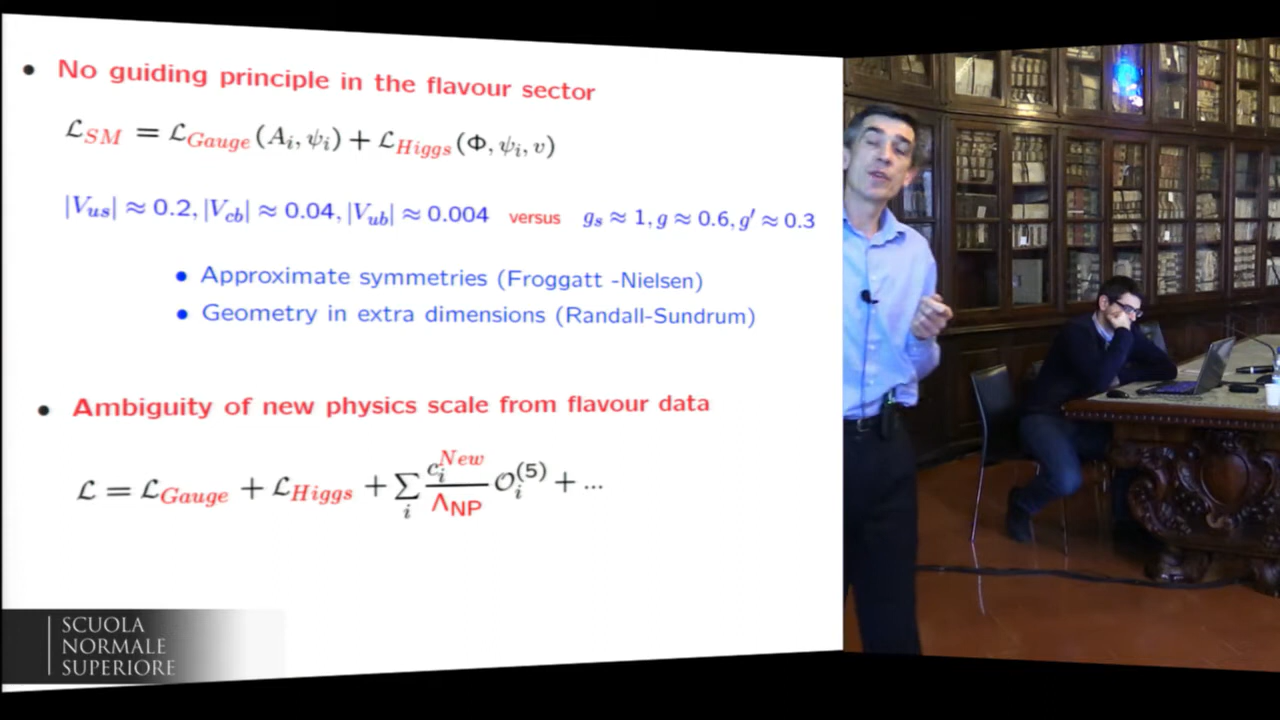 • No guiding principle in the flavour sector
ℒ_SM = ℒ_Gauge(A_i, ψ_i) + ℒ_Higgs(Φ, ψ_i, v)
|V_us| ≈ 0.2, |V_cb| ≈ 0.04, |V_ub| ≈ 0.004 versus g_s ≈ 1, g ≈ 0.6, g′ ≈ 0.3
• Approximate symmetries (Froggatt -Nielsen)
• Geometry in extra dimensions (Randall-Sundrum)
• Ambiguity of new physics scale from flavour data
ℒ = ℒ_Gauge + ℒ_Higgs + ∑_i c_i^New / Λ_NP 𝒪_i^(5) + ...
SCUOLA
NORMALE
SUPERIORE